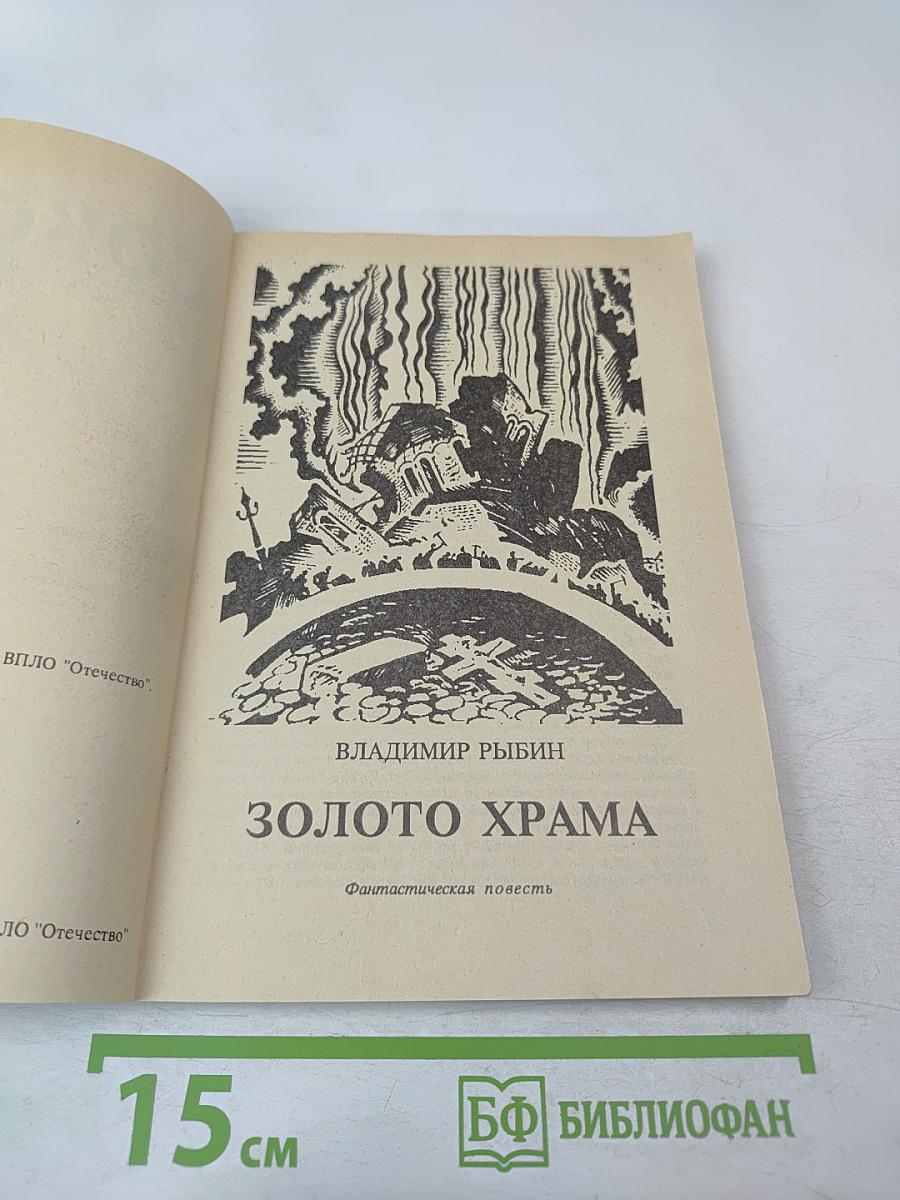 ВПЛО "Отечество".
ЛО "Отечество"
ВЛАДИМИР РЫБИН
ЗОЛОТО ХРАМА
Фантастическая повесть
15 см
БФ БИБЛИОФАН